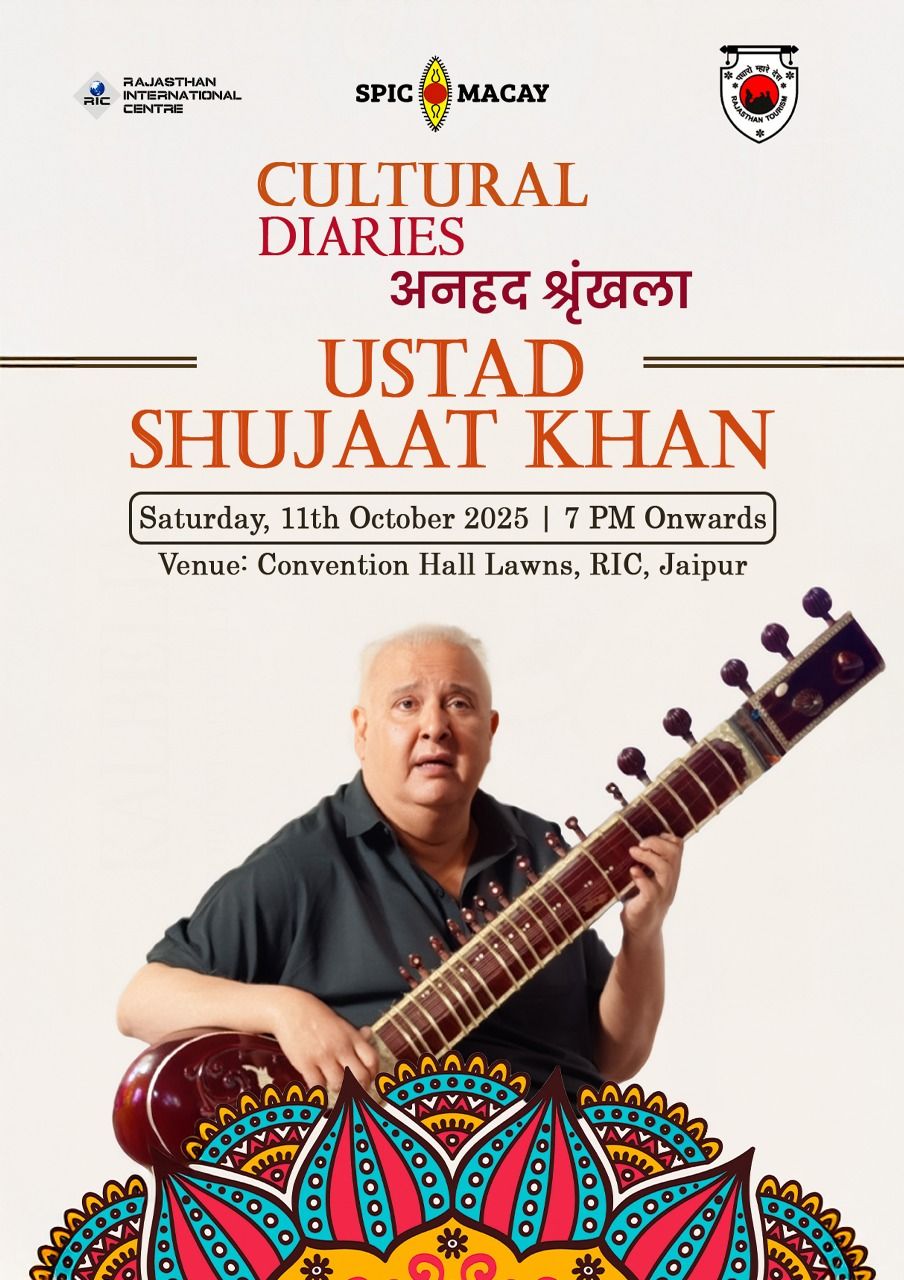 RIC
RAJASTHAN
INTERNATIONAL
CENTRE
SPIC MACAY
पधारो म्हारे देस
RAJASTHAN TOURISM
CULTURAL
DIARIES
अनहद श्रृंखला
USTAD
SHUJAAT KHAN
Saturday, 11th October 2025 | 7 PM Onwards
Venue: Convention Hall Lawns, RIC, Jaipur